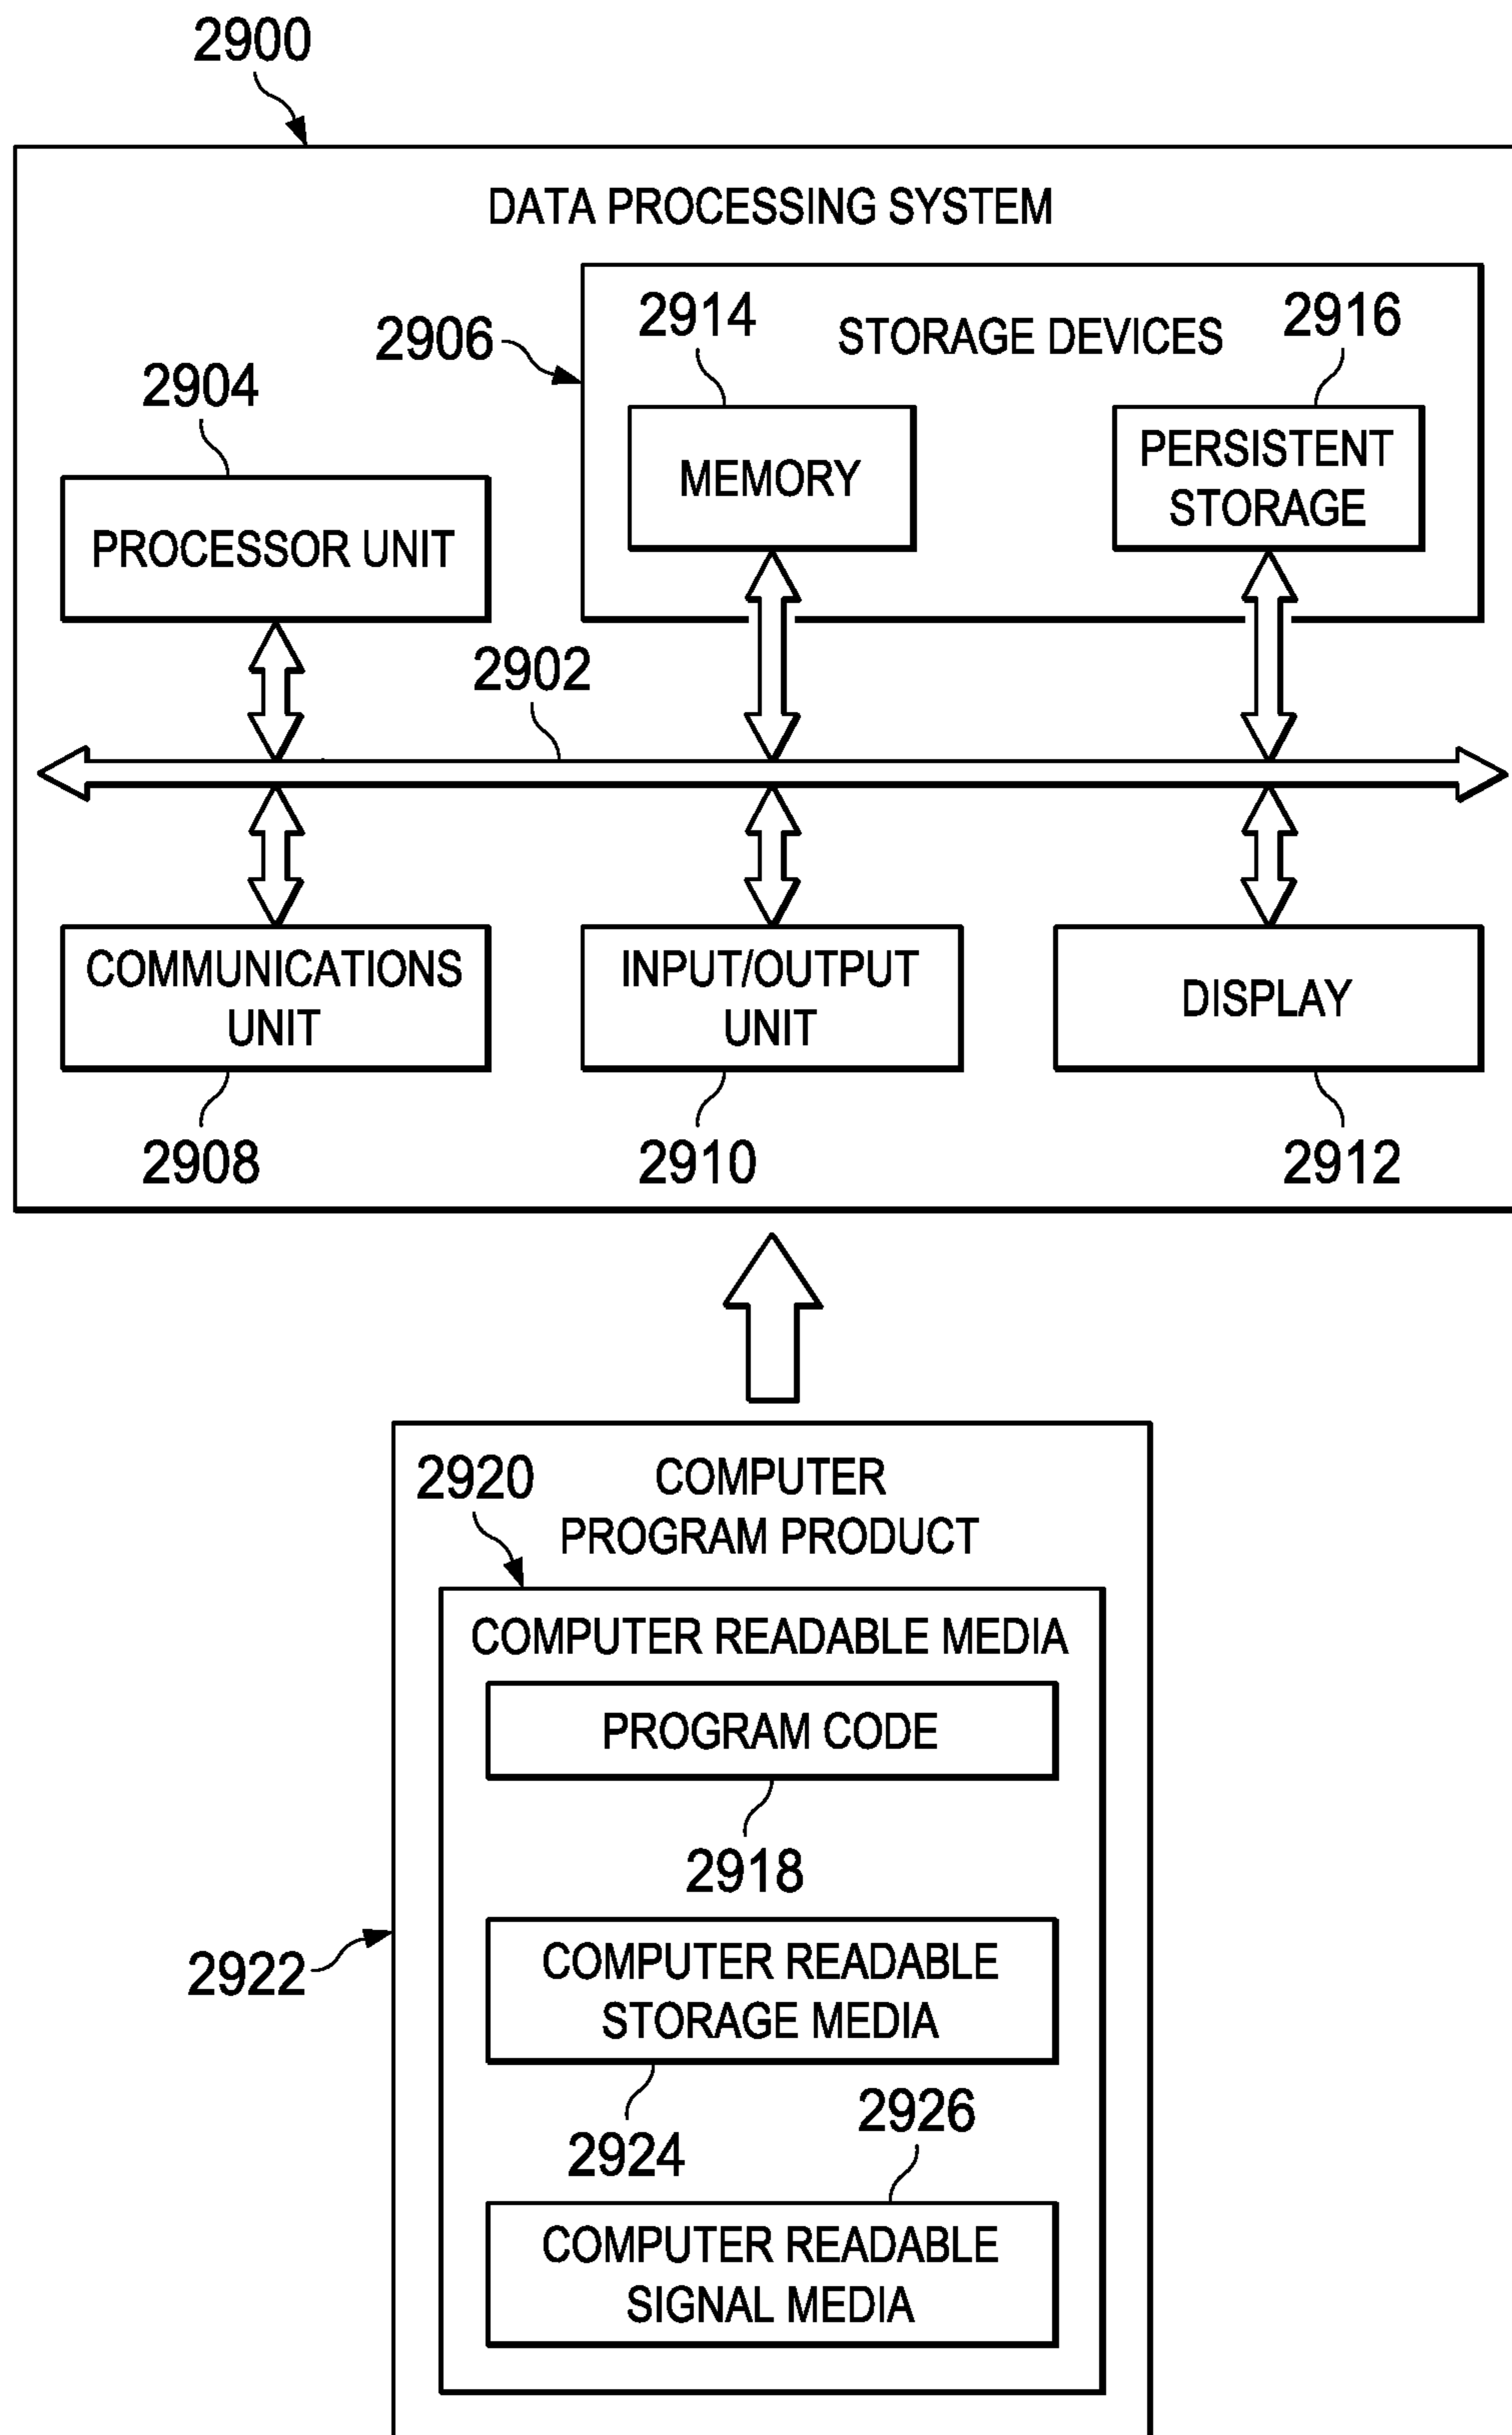 2900
DATA PROCESSING SYSTEM
2906
2914
STORAGE DEVICES
2916
2904
MEMORY
PERSISTENT
STORAGE
PROCESSOR UNIT
2902
COMMUNICATIONS
UNIT
INPUT/OUTPUT
UNIT
DISPLAY
2908
2910
2912
2920
COMPUTER
PROGRAM PRODUCT
COMPUTER READABLE MEDIA
PROGRAM CODE
2918
2922
COMPUTER READABLE
STORAGE MEDIA
2924
2926
COMPUTER READABLE
SIGNAL MEDIA